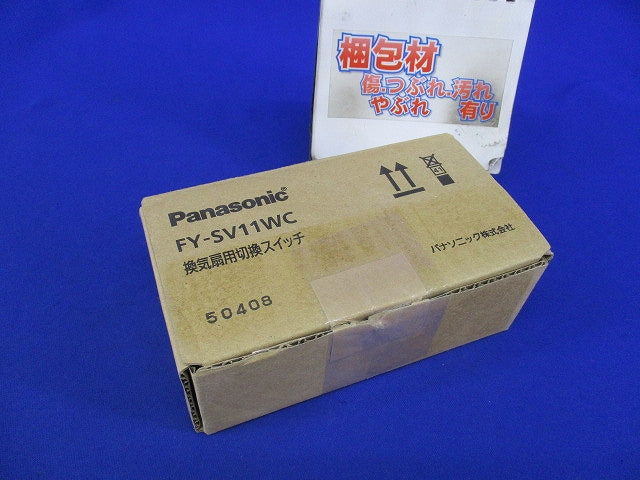 梱包材
傷.つぶれ.汚れ
やぶれ 有り
Panasonic®
FY-SV11WC
換気扇用切換スイッチ
パナソニック株式会社
50408